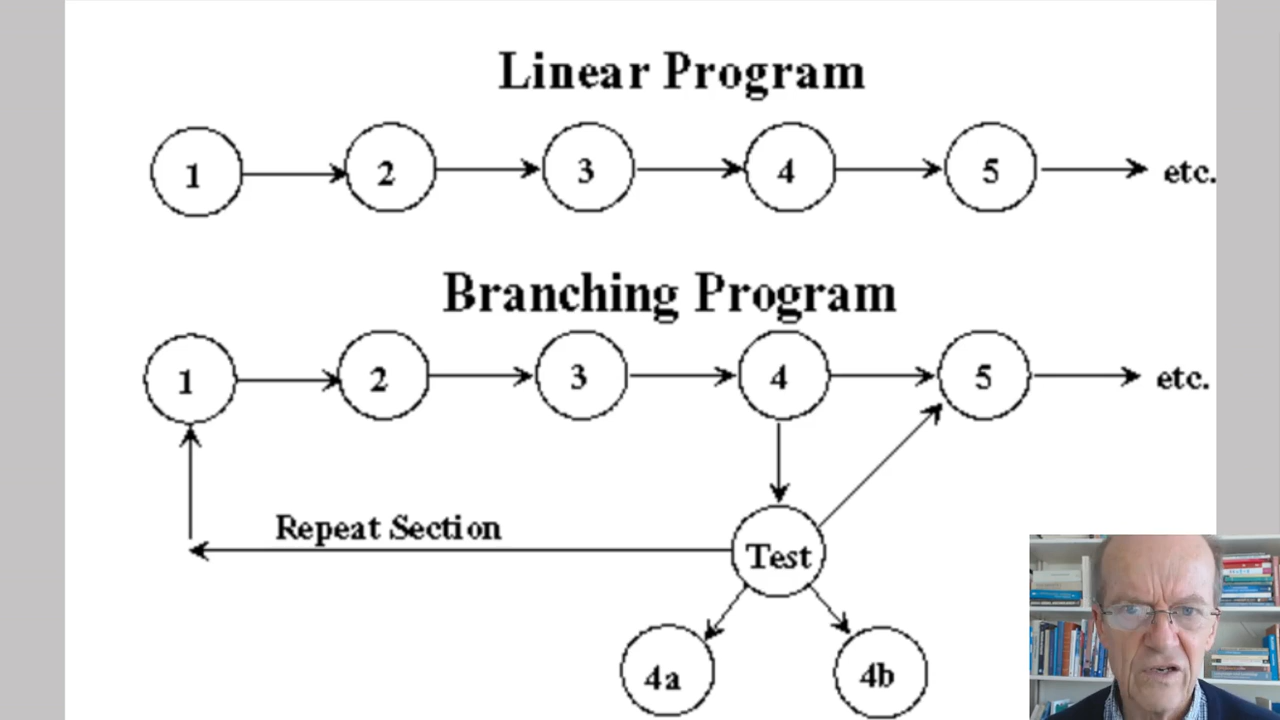 Linear Program
1 2 3 4 5 etc.
Branching Program
1 2 3 4 5 etc.
Repeat Section
Test
4a 4b